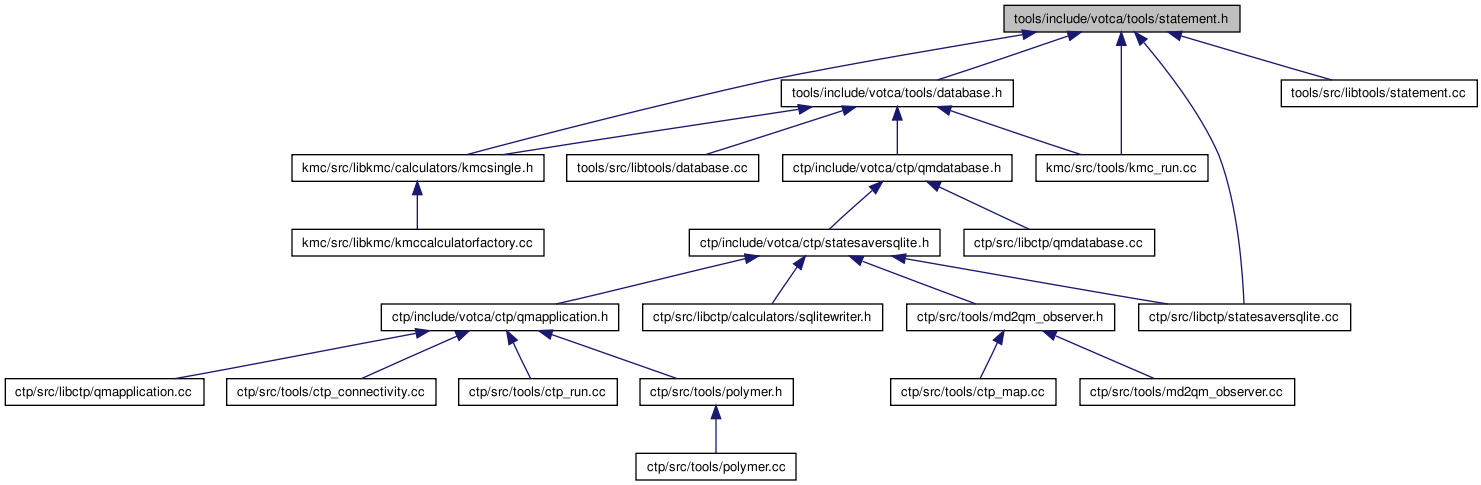 tools/include/votca/tools/statement.h
tools/include/votca/tools/database.h
tools/src/libtools/statement.cc
kmc/src/libkmc/calculators/kmcsingle.h
tools/src/libtools/database.cc
ctp/include/votca/ctp/qmdatabase.h
kmc/src/tools/kmc_run.cc
kmc/src/libkmc/kmccalculatorfactory.cc
ctp/include/votca/ctp/statesaversqlite.h
ctp/src/libctp/qmdatabase.cc
ctp/include/votca/ctp/qmapplication.h
ctp/src/libctp/calculators/sqlitewriter.h
ctp/src/tools/md2qm_observer.h
ctp/src/libctp/statesaversqlite.cc
ctp/src/libctp/qmapplication.cc
ctp/src/tools/ctp_connectivity.cc
ctp/src/tools/ctp_run.cc
ctp/src/tools/polymer.h
ctp/src/tools/ctp_map.cc
ctp/src/tools/md2qm_observer.cc
ctp/src/tools/polymer.cc